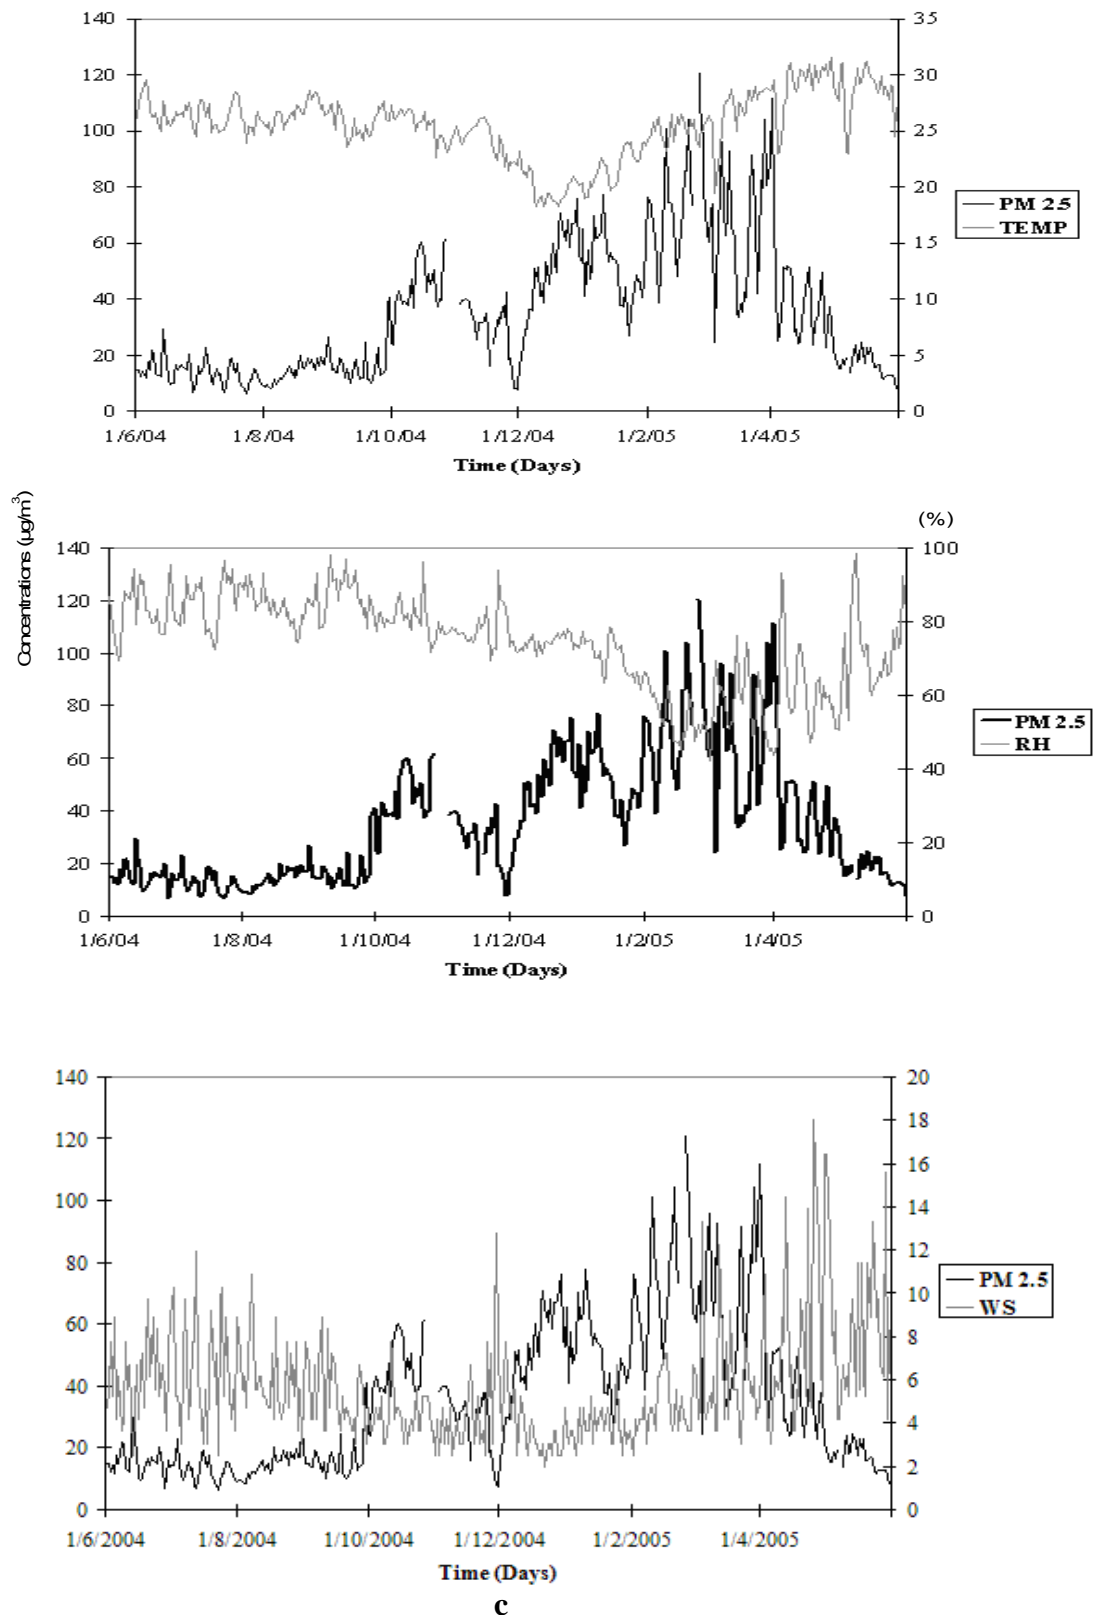 140 35
120 30
100 25
80 20
60 15
40 10
20 5
0 0
PM 2.5
TEMP
1/6/04 1/8/04 1/10/04 1/12/04 1/2/05 1/4/05
Time (Days)
Concentrations (µg/m³)
(%)
140 100
120 80
100
80 60
60 40
40 20
20
0 0
PM 2.5
RH
1/6/04 1/8/04 1/10/04 1/12/04 1/2/05 1/4/05
Time (Days)
140 20
120 18
100 16
80 14
60 12
40 10
20 8
0 6
4
2
0
PM 2.5
WS
1/6/2004 1/8/2004 1/10/2004 1/12/2004 1/2/2005 1/4/2005
Time (Days)
c